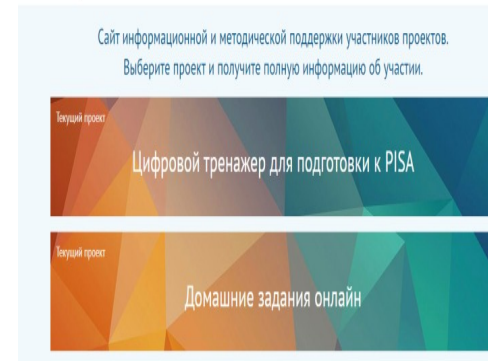 Сайт информационной и методической поддержки участников проектов.
Выберите проект и получите полную информацию об участии.
Текущий проект
Цифровой тренажер для подготовки к PISA
Текущий проект
Домашние задания онлайн